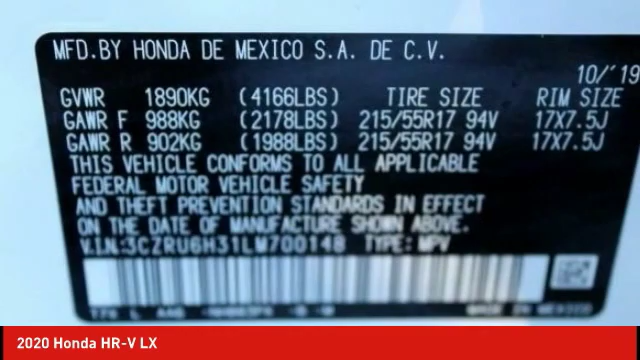 MFD.BY HONDA DE MEXICO S.A. DE C.V.
10/'19
GVWR 1890KG (4166LBS) TIRE SIZE RIM SIZE
GAWR F 988KG (2178LBS) 215/55R17 94V 17X7.5J
GAWR R 902KG (1988LBS) 215/55R17 94V 17X7.5J
THIS VEHICLE CONFORMS TO ALL APPLICABLE
FEDERAL MOTOR VEHICLE SAFETY
AND THEFT PREVENTION STANDARDS IN EFFECT
ON THE DATE OF MANUFACTURE SHOWN ABOVE.
V.I.N:3CZRU6H31LM700148 TYPE: MPV
MADE IN MEXICO
2020 Honda HR-V LX